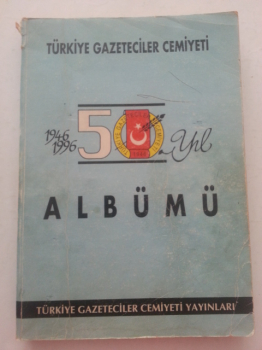 TÜRKİYE GAZETECİLER CEMİYETİ
1946
1996
50. Yıl
ALBÜMÜ
TÜRKİYE GAZETECİLER CEMİYETİ YAYINLARI